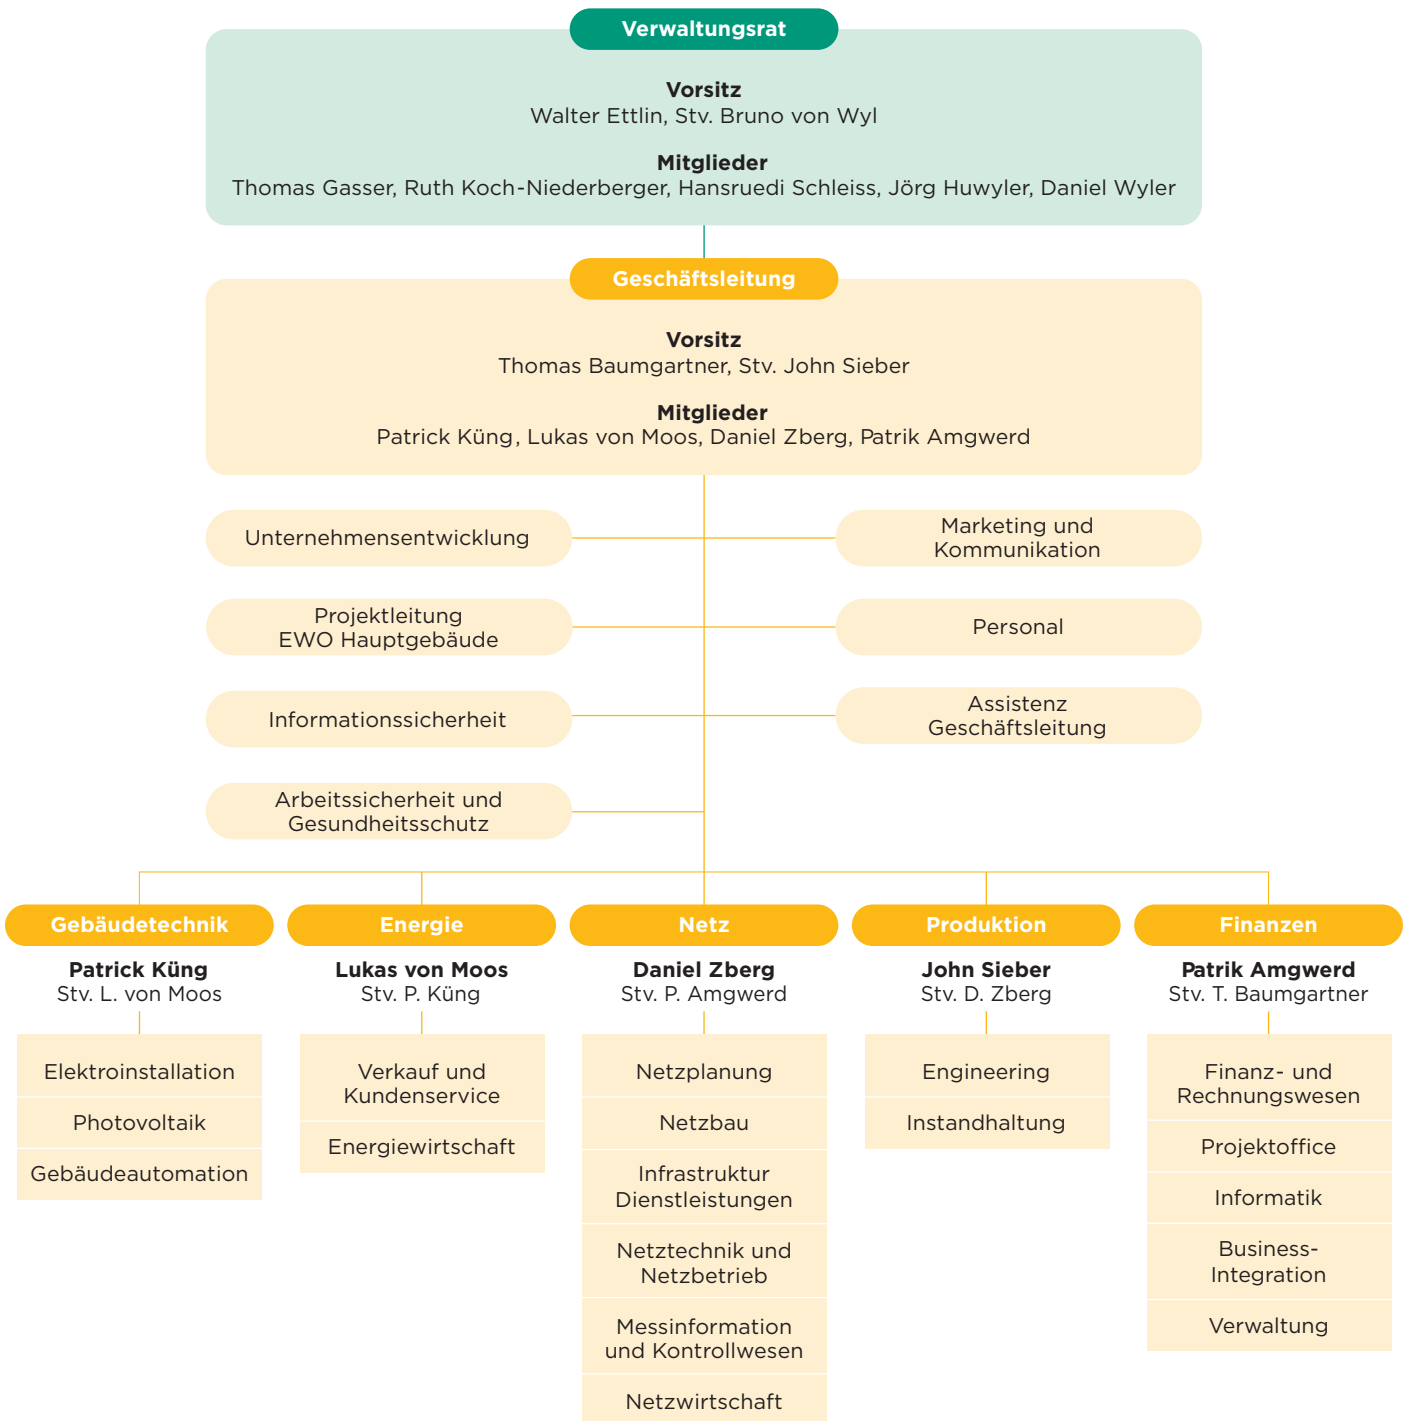 Verwaltungsrat
Vorsitz
Walter Ettlin, Stv. Bruno von Wyl
Mitglieder
Thomas Gasser, Ruth Koch-Niederberger, Hansruedi Schleiss, Jörg Huwyler, Daniel Wyler
Geschäftsleitung
Vorsitz
Thomas Baumgartner, Stv. John Sieber
Mitglieder
Patrick Küng, Lukas von Moos, Daniel Zberg, Patrik Amgwerd
Unternehmensentwicklung
Marketing und
Kommunikation
Projektleitung
EWO Hauptgebäude
Personal
Informationssicherheit
Assistenz
Geschäftsleitung
Arbeitssicherheit und
Gesundheitsschutz
Gebäudetechnik
Patrick Küng
Stv. L. von Moos
Elektroinstallation
Photovoltaik
Gebäudeautomation
Energie
Lukas von Moos
Stv. P. Küng
Verkauf und
Kundenservice
Energiewirtschaft
Netz
Daniel Zberg
Stv. P. Amgwerd
Netzplanung
Netzbau
Infrastruktur
Dienstleistungen
Netztechnik und
Netzbetrieb
Messinformation
und Kontrollwesen
Netzwirtschaft
Produktion
John Sieber
Stv. D. Zberg
Engineering
Instandhaltung
Finanzen
Patrik Amgwerd
Stv. T. Baumgartner
Finanz- und
Rechnungswesen
Projektoffice
Informatik
Business-
Integration
Verwaltung